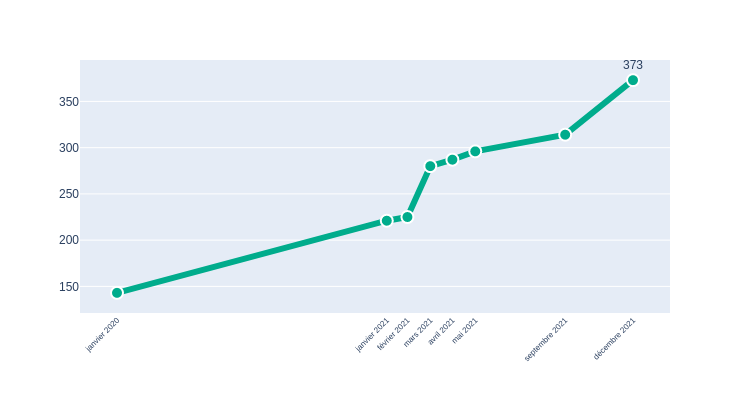 373
350
300
250
200
150
janvier 2020
janvier 2021
février 2021
mars 2021
avril 2021
mai 2021
septembre 2021
décembre 2021